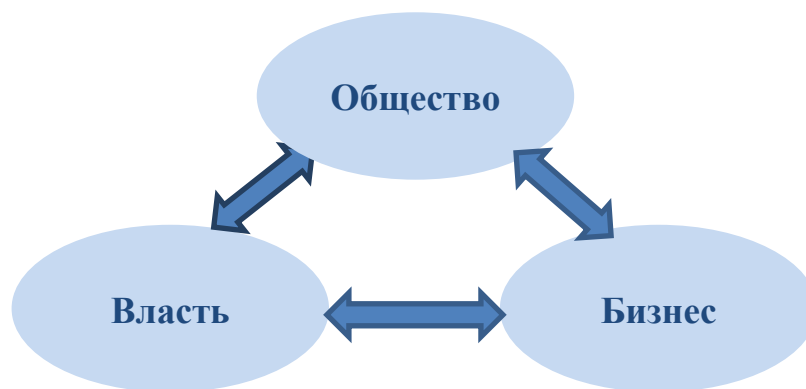 Общество
Власть
Бизнес